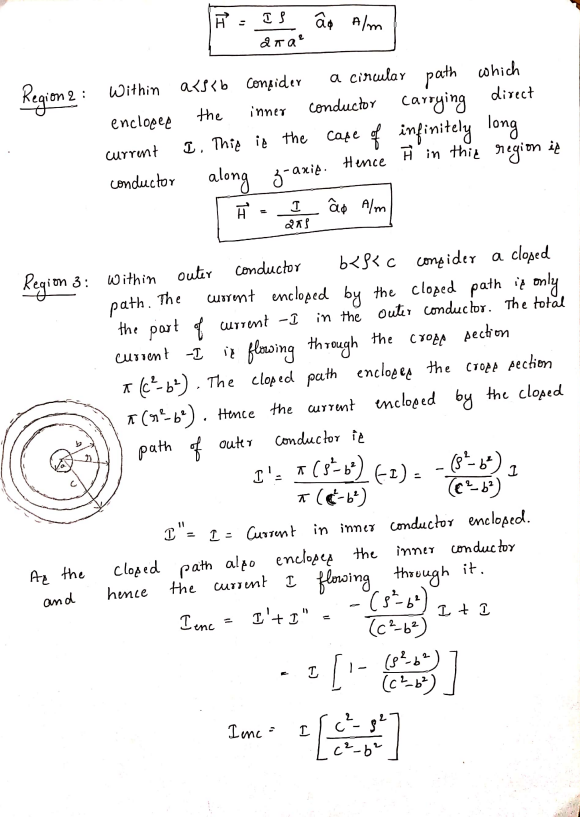 H⃗ = Iρ / 2πa² âϕ A/m
Region 2: Within a<ρ<b Consider a circular path which
encloses the inner conductor carrying direct
current I. This is the case of infinitely long
conductor along z-axis. Hence H⃗ in this region is
H⃗ = I / 2πρ âϕ A/m
Region 3: Within outer conductor b<ρ<c consider a closed
path. The current enclosed by the closed path is only
the part of current -I in the outer conductor. The total
current -I is flowing through the cross section
π(c²-b²). The closed path encloses the cross section
π(r²-b²). Hence the current enclosed by the closed
path of outer conductor is
b
a
r
c
I' = π(ρ²-b²) / π(c²-b²) (-I) = -(ρ²-b²) / (c²-b²) I
I" = I = Current in inner conductor enclosed.
As the closed path also encloses the inner conductor
and hence the current I flowing through it.
Ienc = I' + I" = -(ρ²-b²) / (c²-b²) I + I
= I [1 - (ρ²-b²) / (c²-b²)]
Ienc = I [c²-ρ² / c²-b²]